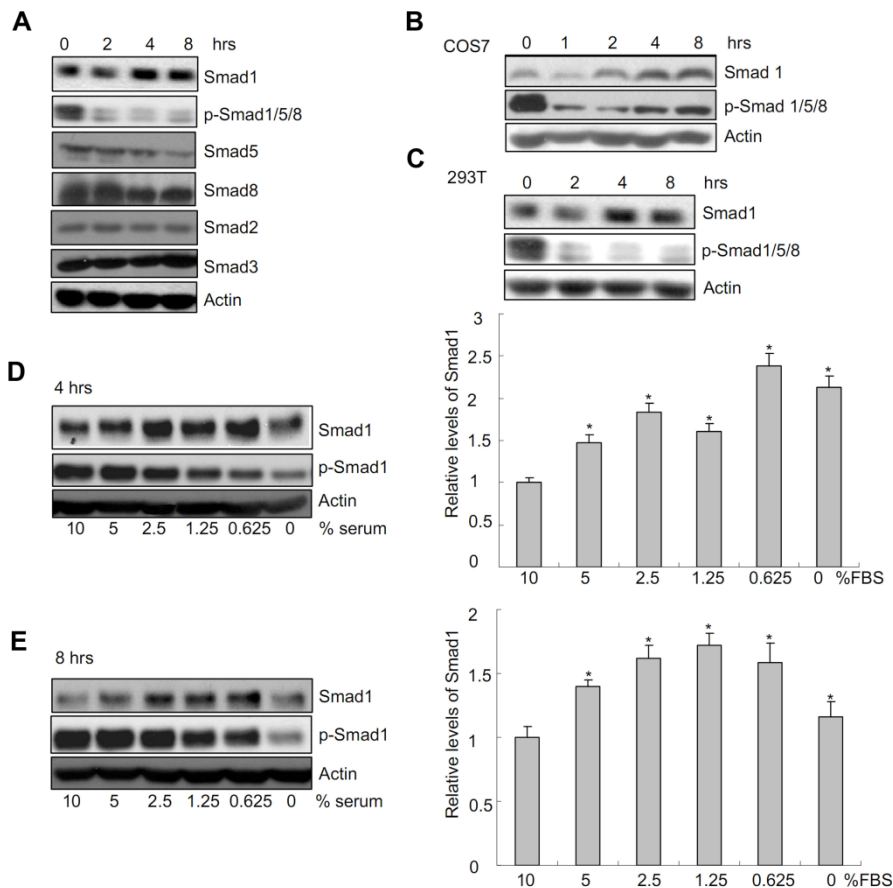 A
0 2 4 8 hrs
Smad1
p-Smad1/5/8
Smad5
Smad8
Smad2
Smad3
Actin
B
COS7
0 1 2 4 8 hrs
Smad 1
p-Smad 1/5/8
Actin
C
293T
0 2 4 8 hrs
Smad1
p-Smad1/5/8
Actin
D
4 hrs
Smad1
p-Smad1
Actin
10 5 2.5 1.25 0.625 0 % serum
Relative levels of Smad1
3
2.5
2
1.5
1
0.5
0
* * * * *
10 5 2.5 1.25 0.625 0 %FBS
E
8 hrs
Smad1
p-Smad1
Actin
10 5 2.5 1.25 0.625 0 % serum
Relative levels of Smad1
2
1.5
1
0.5
0
* * * * *
10 5 2.5 1.25 0.625 0 %FBS